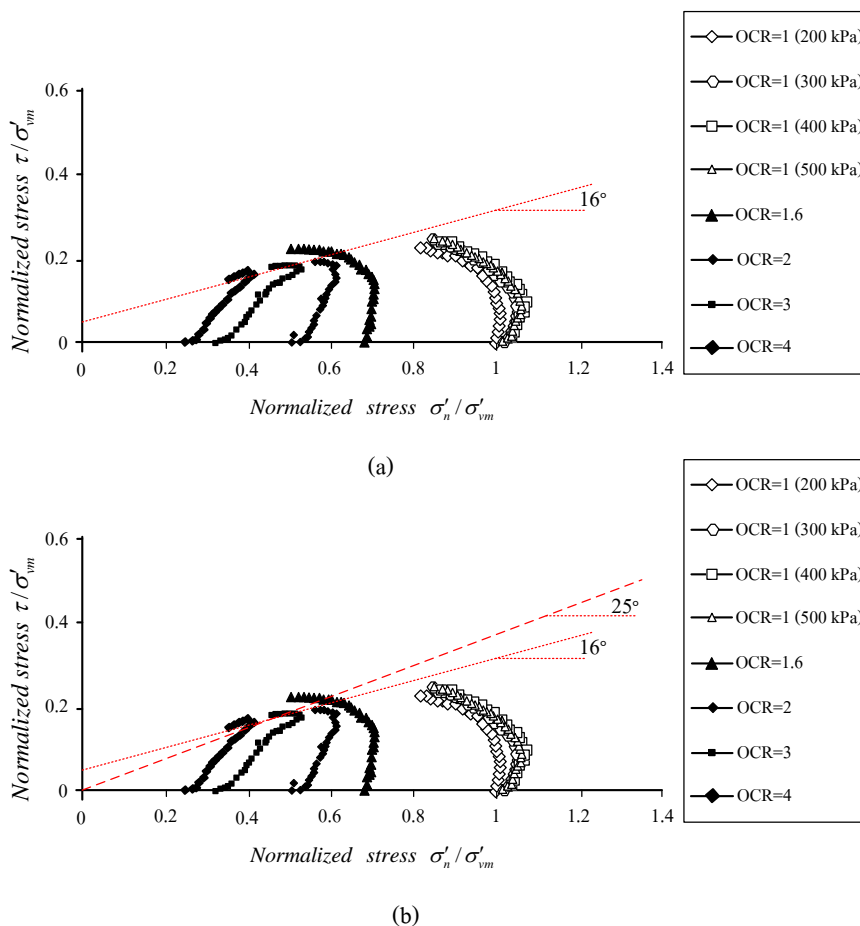 OCR=1 (200 kPa)
OCR=1 (300 kPa)
OCR=1 (400 kPa)
OCR=1 (500 kPa)
OCR=1.6
OCR=2
OCR=3
OCR=4
Normalized stress τ/σ′vm
0.6
0.4
0.2
0
16°
0 0.2 0.4 0.6 0.8 1 1.2 1.4
Normalized stress σ′n/σ′vm
(a)
OCR=1 (200 kPa)
OCR=1 (300 kPa)
OCR=1 (400 kPa)
OCR=1 (500 kPa)
OCR=1.6
OCR=2
OCR=3
OCR=4
Normalized stress τ/σ′vm
0.6
0.4
0.2
0
25°
16°
0 0.2 0.4 0.6 0.8 1 1.2 1.4
Normalized stress σ′n/σ′vm
(b)